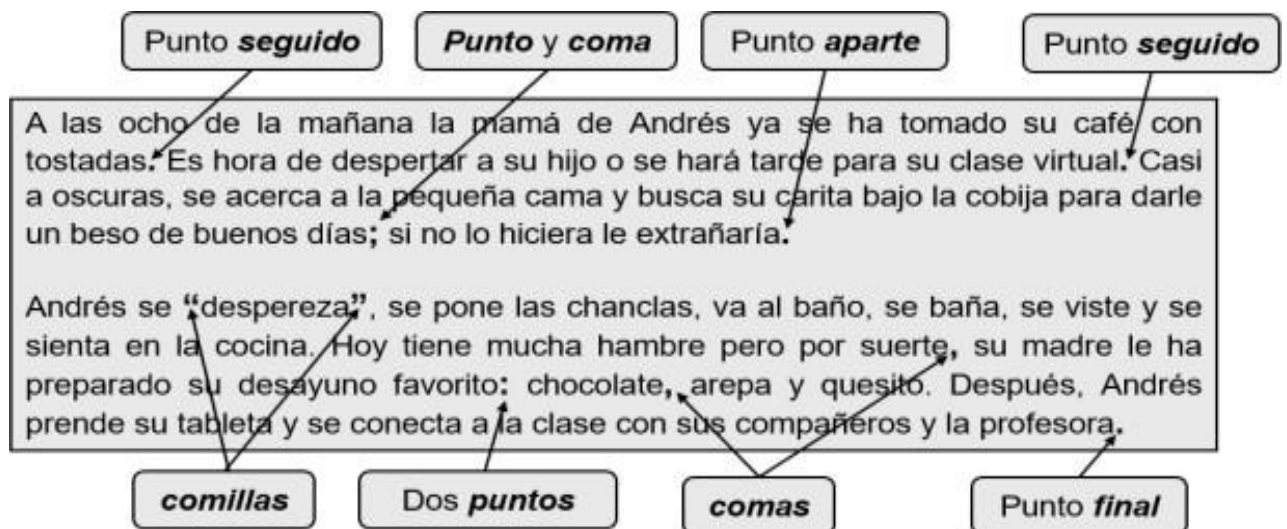 Punto seguido
Punto y coma
Punto aparte
Punto seguido
A las ocho de la mañana la mamá de Andrés ya se ha tomado su café con
tostadas. Es hora de despertar a su hijo o se hará tarde para su clase virtual. Casi
a oscuras, se acerca a la pequeña cama y busca su carita bajo la cobija para darle
un beso de buenos días; si no lo hiciera le extrañaría.
Andrés se “despereza”, se pone las chanclas, va al baño, se baña, se viste y se
sienta en la cocina. Hoy tiene mucha hambre pero por suerte, su madre le ha
preparado su desayuno favorito: chocolate, arepa y quesito. Después, Andrés
prende su tableta y se conecta a la clase con sus compañeros y la profesora.
comillas
Dos puntos
comas
Punto final